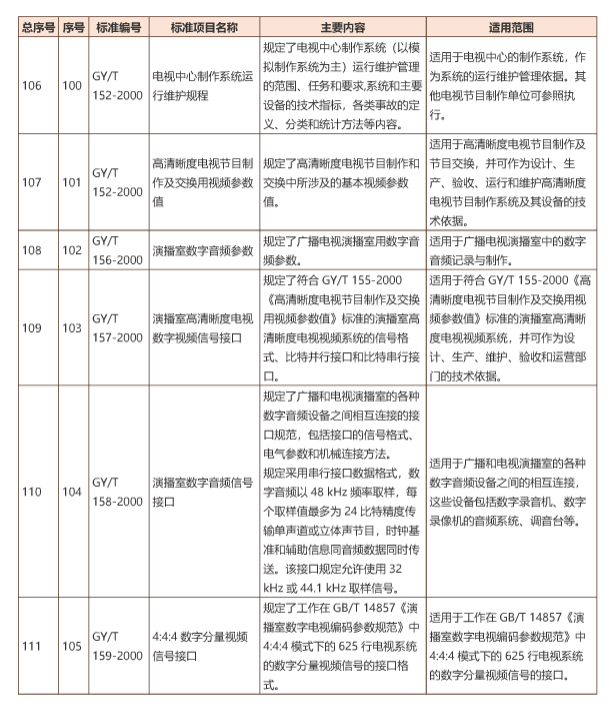 总序号 序号 标准编号 标准项目名称 主要内容 适用范围
106
100
GY/T
152-2000
电视中心制作系统运
行维护规程
规定了电视中心制作系统（以模
拟制作系统为主）运行维护管理
的范围、任务和要求,系统和主要
设备的技术指标，各类事故的定
义、分类和统计方法等内容。
适用于电视中心的制作系统，作
为系统的运行维护管理依据。其
他电视节目制作单位可参照执
行。
107
101
GY/T
152-2000
高清晰度电视节目制
作及交换用视频参数
值
规定了高清晰度电视节目制作和
交换中所涉及的基本视频参数
值。
适用于高清晰度电视节目制作及
节目交换，并可作为设计、生
产、验收、运行和维护高清晰度
电视节目制作系统及其设备的技
术依据。
108
102
GY/T
156-2000
演播室数字音频参数
规定了广播电视演播室用数字音
频参数。
适用于广播电视演播室中的数字
音频记录与制作。
109
103
GY/T
157-2000
演播室高清晰度电视
数字视频信号接口
规定了符合 GY/T 155-2000
《高清晰度电视节目制作及交换
用视频参数值》标准的演播室高
清晰度电视视频系统的信号格
式、比特并行接口和比特串行接
口。
适用于符合 GY/T 155-2000《高
清晰度电视节目制作及交换用视
频参数值》标准的演播室高清晰
度电视视频系统，并可作为设
计、生产、维护、验收和运营部
门的技术依据。
110
104
GY/T
158-2000
演播室数字音频信号
接口
规定了广播和电视演播室的各种
数字音频设备之间相互连接的接
口规范，包括接口的信号格式、
电气参数和机械连接方法。
规定采用串行接口数据格式，数
字音频以 48 kHz 频率取样，每
个取样值最多为 24 比特精度传
输单声道或立体声节目，时钟基
准和辅助信息同音频数据同时传
送。该接口规定允许使用 32
kHz 或 44.1 kHz 取样信号。
适用于广播和电视演播室的各种
数字音频设备之间的相互连接，
这些设备包括数字录音机、数字
录像机的音频系统、调音台等。
111
105
GY/T
159-2000
4:4:4 数字分量视频
信号接口
规定了工作在 GB/T 14857《演
播室数字电视编码参数规范》中
4:4:4 模式下的 625 行电视系统
的数字分量视频信号的接口格
式。
适用于工作在 GB/T 14857《演
播室数字电视编码参数规范》中
4:4:4 模式下的 625 行电视系统
的数字分量视频信号的接口。